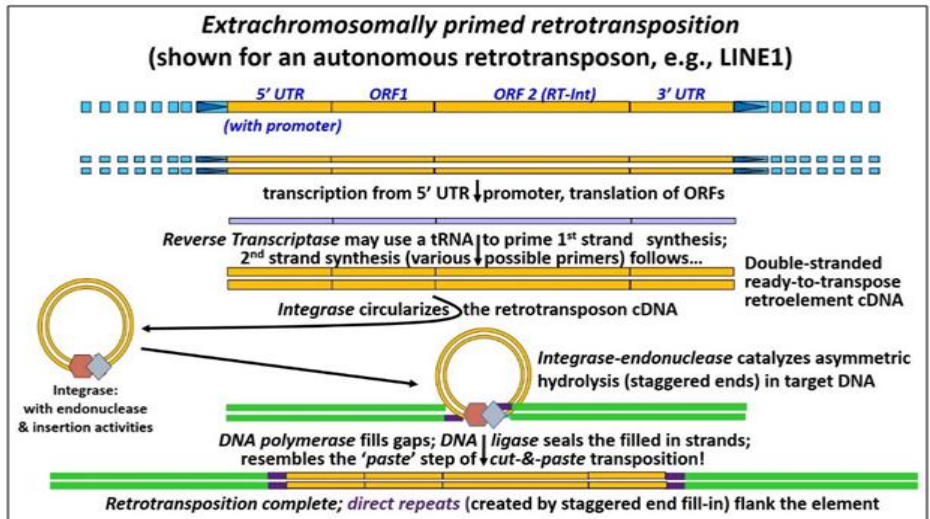 Extrachromosomally primed retrotransposition
(shown for an autonomous retrotransposon, e.g., LINE1)
5' UTR ORF1 ORF 2 (RT-Int) 3' UTR
(with promoter)
transcription from 5' UTR promoter, translation of ORFs
Reverse Transcriptase may use a tRNA to prime 1st strand synthesis;
2nd strand synthesis (various possible primers) follows...
Double-stranded
ready-to-transpose
retroelement cDNA
Integrase circularizes the retrotransposon cDNA
Integrase:
with endonuclease
& insertion activities
Integrase-endonuclease catalyzes asymmetric
hydrolysis (staggered ends) in target DNA
DNA polymerase fills gaps; DNA ligase seals the filled in strands;
resembles the 'paste' step of cut-&-paste transposition!
Retrotransposition complete; direct repeats (created by staggered end fill-in) flank the element